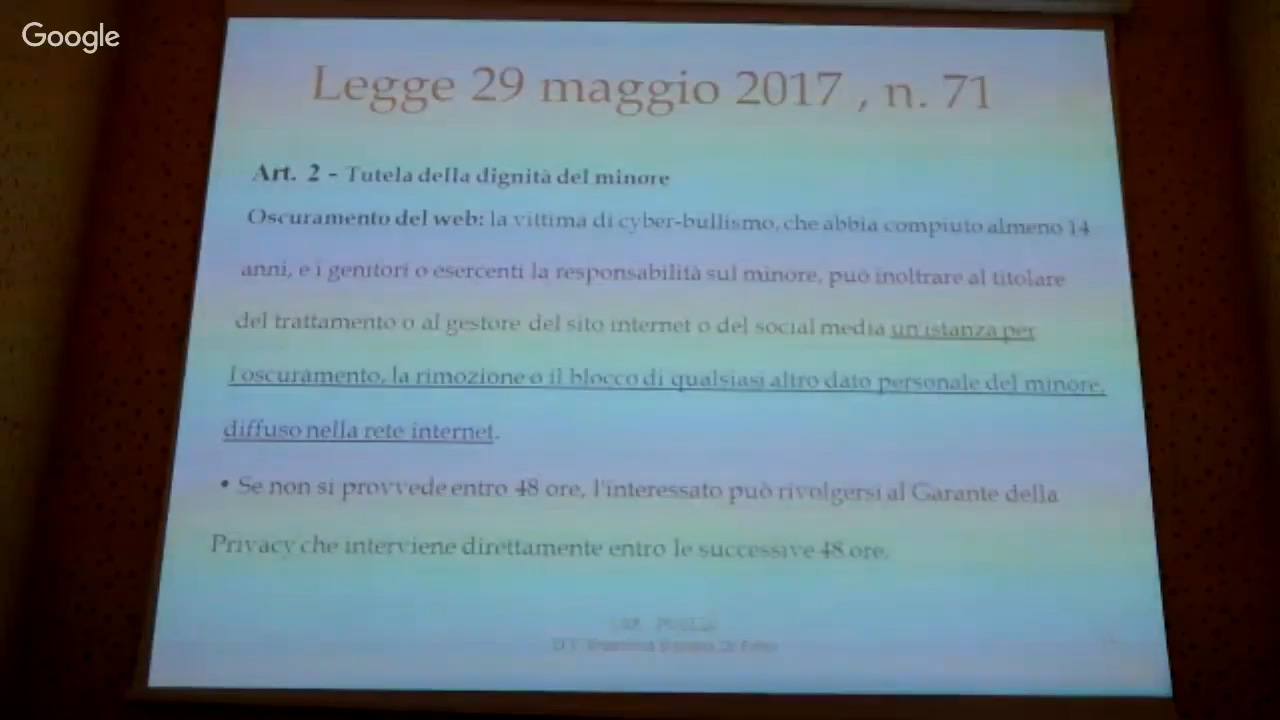 Google
Legge 29 maggio 2017 , n. 71
Art. 2 - Tutela della dignità del minore
Oscuramento del web: la vittima di cyber-bullismo, che abbia compiuto almeno 14
anni, e i genitori o esercenti la responsabilità sul minore, può inoltrare al titolare
del trattamento o al gestore del sito internet o del social media un istanza per
l'oscuramento, la rimozione o il blocco di qualsiasi altro dato personale del minore,
diffuso nella rete internet.
• Se non si provvede entro 48 ore, l'interessato può rivolgersi al Garante della
Privacy che interviene direttamente entro le successive 48 ore.